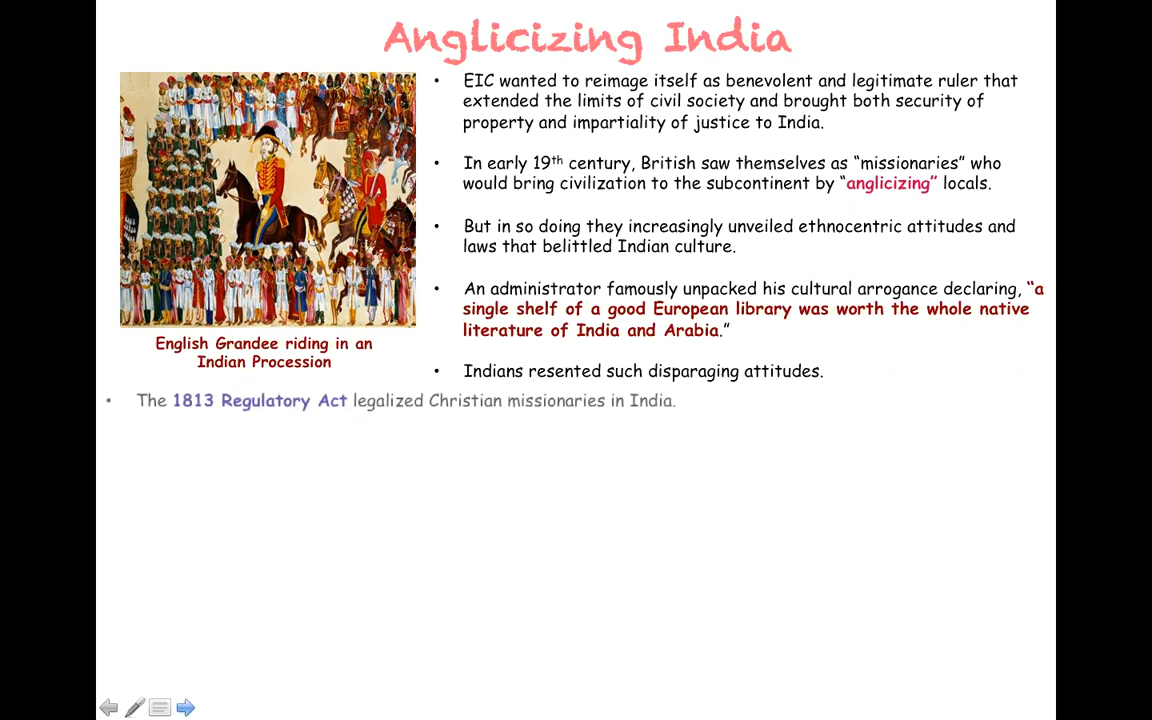 Anglicizing India
• EIC wanted to reimage itself as benevolent and legitimate ruler that
extended the limits of civil society and brought both security of
property and impartiality of justice to India.
• In early 19th century, British saw themselves as “missionaries” who
would bring civilization to the subcontinent by “anglicizing” locals.
• But in so doing they increasingly unveiled ethnocentric attitudes and
laws that belittled Indian culture.
• An administrator famously unpacked his cultural arrogance declaring, “a
single shelf of a good European library was worth the whole native
literature of India and Arabia.”
• Indians resented such disparaging attitudes.
English Grandee riding in an
Indian Procession
• The 1813 Regulatory Act legalized Christian missionaries in India.